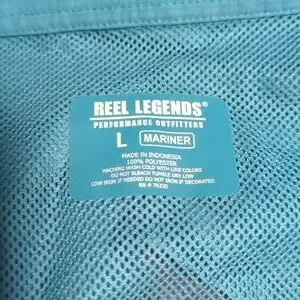 REEL LEGENDS®
PERFORMANCE OUTFITTERS
L MARINER
MADE IN INDONESIA
100% POLYESTER
MACHINE WASH COLD WITH LIKE COLORS
DO NOT BLEACH TUMBLE DRY LOW
LOW IRON IF NEEDED DO NOT IRON IF DECORATED
RN # 76235